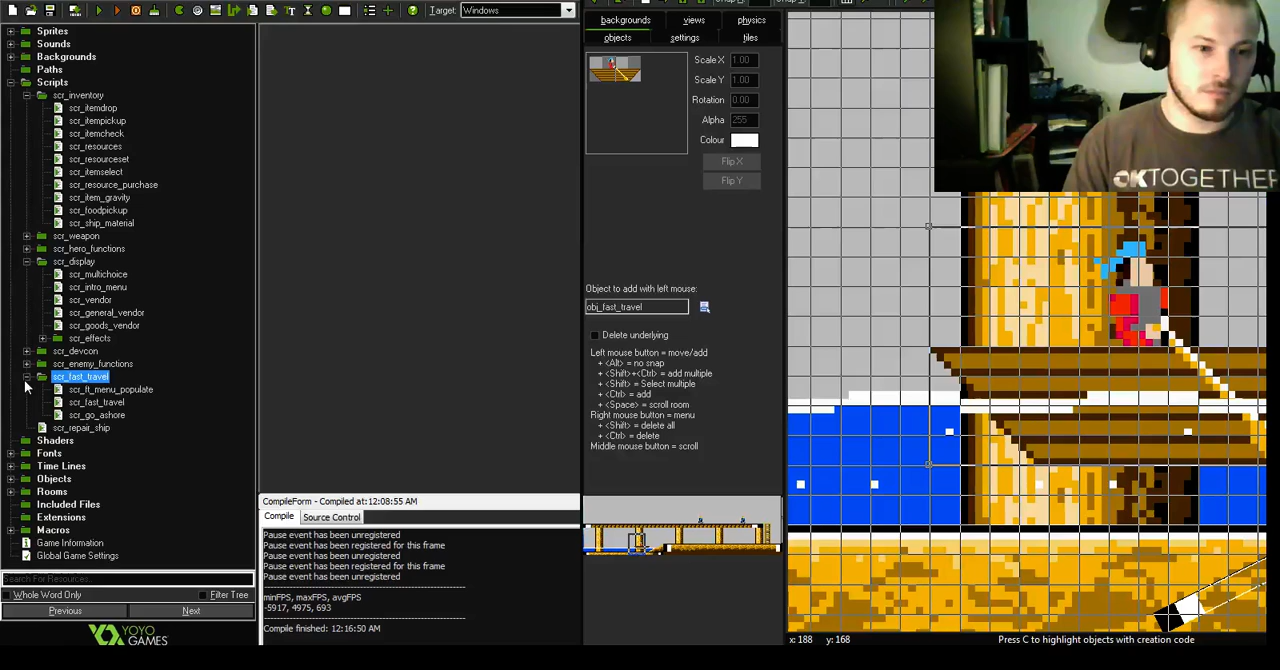 Target: Windows
Sprites
Sounds
Backgrounds
Paths
Scripts
scr_inventory
scr_itemdrop
scr_itempickup
scr_itemcheck
scr_resources
scr_resourceset
scr_itemselect
scr_resource_purchase
scr_item_gravity
scr_foodpickup
scr_ship_material
scr_weapon
scr_hero_functions
scr_display
scr_multichoice
scr_intro_menu
scr_vendor
scr_general_vendor
scr_goods_vendor
scr_effects
scr_devcon
scr_enemy_functions
scr_fast_travel
scr_ft_menu_populate
scr_fast_travel
scr_go_ashore
scr_repair_ship
Shaders
Fonts
Time Lines
Objects
Rooms
Included Files
Extensions
Macros
Game Information
Global Game Settings
Search For Resources..
Whole Word Only Filter Tree
Previous Next
YOYO
GAMES
CompileForm - Compiled at: 12:08:55 AM
Compile Source Control
Pause event has been unregistered
Pause event has been registered for this frame
Pause event has been unregistered
Pause event has been registered for this frame
Pause event has been unregistered
minFPS, maxFPS, avgFPS
-5917, 4975, 693
Compile finished: 12:16:50 AM
backgrounds views physics
objects settings tiles
Scale X 1.00
Scale Y 1.00
Rotation 0.00
Alpha 255
Colour
Flip X
Flip Y
Object to add with left mouse:
obj_fast_travel
Delete underlying
Left mouse button = move/add
+ <Alt> = no snap
+ <Shift>+<Ctrl> = add multiple
+ <Shift> = Select multiple
+ <Ctrl> = add
+ <Space> = scroll room
Right mouse button = menu
+ <Shift> = delete all
+ <Ctrl> = delete
Middle mouse button = scroll
OKTOGETHER
x: 188 y: 168 Press C to highlight objects with creation code